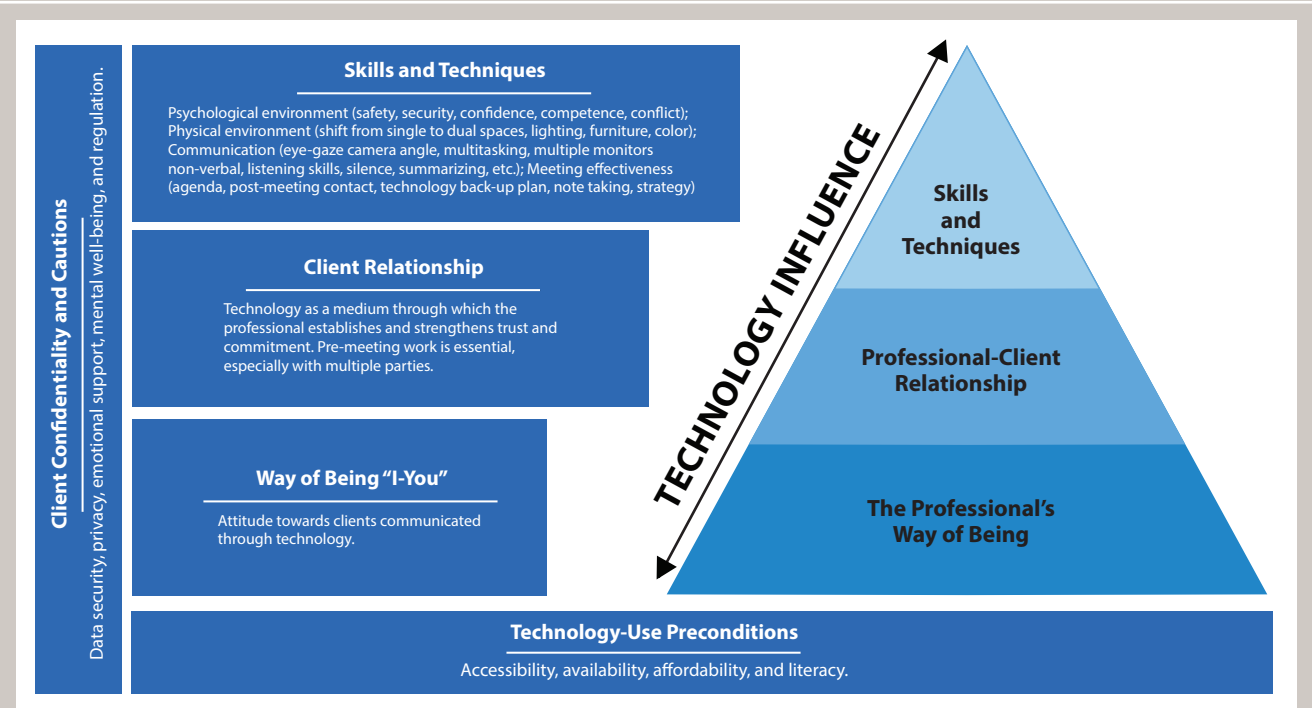 Client Confidentiality and Cautions
Data security, privacy, emotional support, mental well-being, and regulation.
Skills and Techniques
Psychological environment (safety, security, confidence, competence, conflict);
Physical environment (shift from single to dual spaces, lighting, furniture, color);
Communication (eye-gaze camera angle, multitasking, multiple monitors
non-verbal, listening skills, silence, summarizing, etc.); Meeting effectiveness
(agenda, post-meeting contact, technology back-up plan, note taking, strategy)
Client Relationship
Technology as a medium through which the
professional establishes and strengthens trust and
commitment. Pre-meeting work is essential,
especially with multiple parties.
Way of Being “I-You”
Attitude towards clients communicated
through technology.
TECHNOLOGY INFLUENCE
Skills
and
Techniques
Professional-Client
Relationship
The Professional’s
Way of Being
Technology-Use Preconditions
Accessibility, availability, affordability, and literacy.